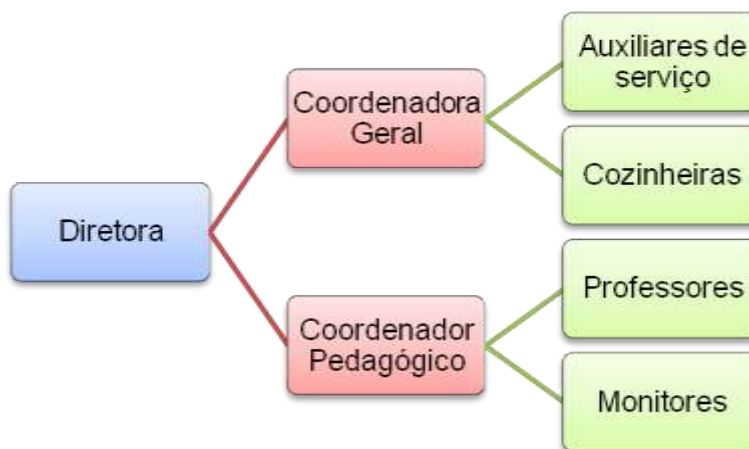 Diretora
Coordenadora
Geral
Auxiliares de
serviço
Cozinheiras
Coordenador
Pedagógico
Professores
Monitores